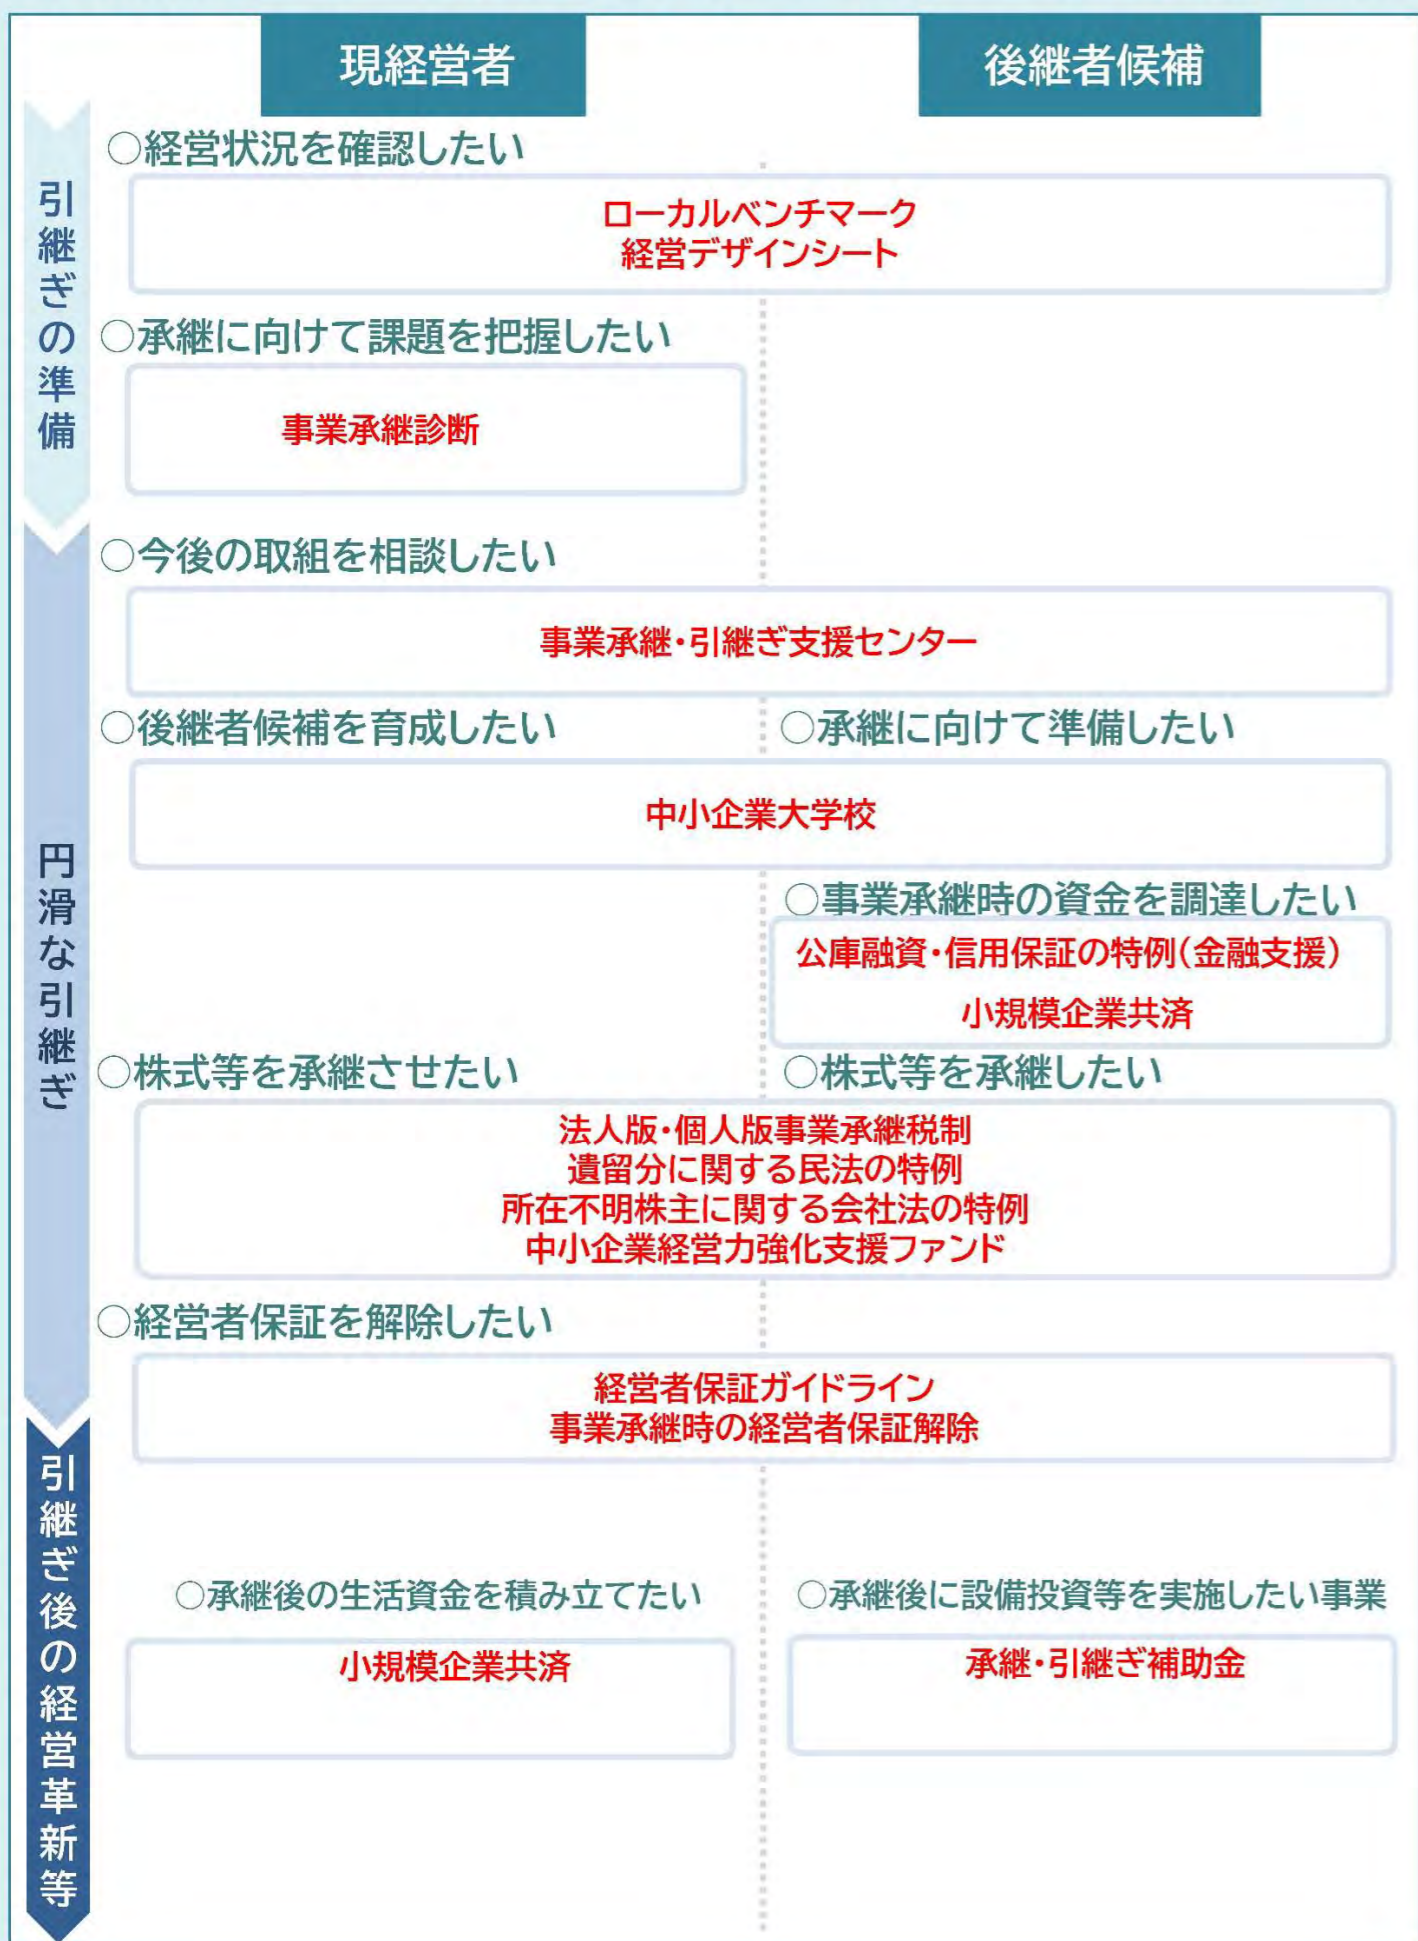 現経営者
後継者候補
引継ぎの準備
○経営状況を確認したい
ローカルベンチマーク
経営デザインシート
○承継に向けて課題を把握したい
事業承継診断
円滑な引継ぎ
○今後の取組を相談したい
事業承継・引継ぎ支援センター
○後継者候補を育成したい
○承継に向けて準備したい
中小企業大学校
○事業承継時の資金を調達したい
公庫融資・信用保証の特例(金融支援)
小規模企業共済
○株式等を承継させたい
○株式等を承継したい
法人版・個人版事業承継税制
遺留分に関する民法の特例
所在不明株主に関する会社法の特例
中小企業経営力強化支援ファンド
○経営者保証を解除したい
経営者保証ガイドライン
事業承継時の経営者保証解除
引継ぎ後の経営革新等
○承継後の生活資金を積み立てたい
○承継後に設備投資等を実施したい事業
小規模企業共済
承継・引継ぎ補助金